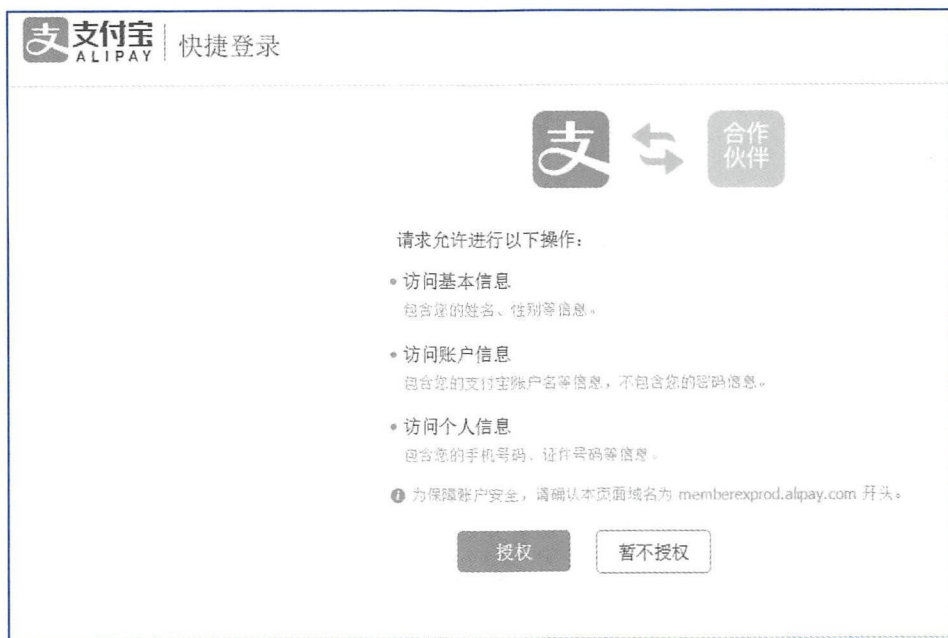 支 支付宝 快捷登录
ALIPAY
支 合作
伙伴
请求允许进行以下操作：
• 访问基本信息
包含您的姓名、性别等信息。
• 访问账户信息
包含您的支付宝账户名等信息，不包含您的密码信息。
• 访问个人信息
包含您的手机号码、证件号码等信息。
为保障账户安全，请确认本页面域名为 memberexprod.alipay.com 开头。
授权 暂不授权